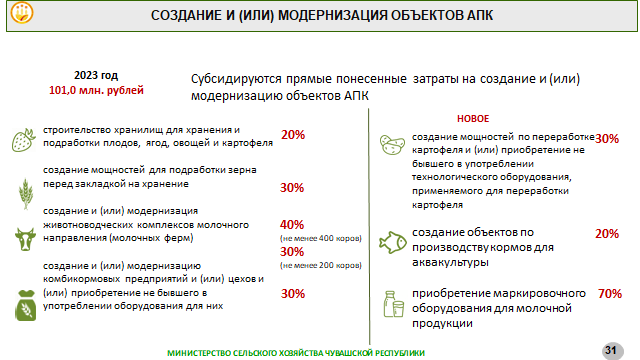 СОЗДАНИЕ И (ИЛИ) МОДЕРНИЗАЦИЯ ОБЪЕКТОВ АПК
2023 год
101,0 млн. рублей
Субсидируются прямые понесенные затраты на создание и (или)
модернизацию объектов АПК
строительство хранилищ для хранения и
подработки плодов, ягод, овощей и картофеля
20%
создание мощностей для подработки зерна
перед закладкой на хранение
30%
создание и (или) модернизация
животноводческих комплексов молочного
направления (молочных ферм)
40%
(не менее 400 коров)
30%
(не менее 200 коров)
создание и (или) модернизацию
комбикормовых предприятий и (или) цехов и
(или) приобретение не бывшего в
употреблении оборудования для них
30%
НОВОЕ
создание мощностей по переработке
картофеля и (или) приобретение не
бывшего в употреблении
технологического оборудования,
применяемого для переработки
картофеля
30%
создание объектов по
производству кормов для
аквакультуры
20%
приобретение маркировочного
оборудования для молочной
продукции
70%
МИНИСТЕРСТВО СЕЛЬСКОГО ХОЗЯЙСТВА ЧУВАШСКОЙ РЕСПУБЛИКИ
31